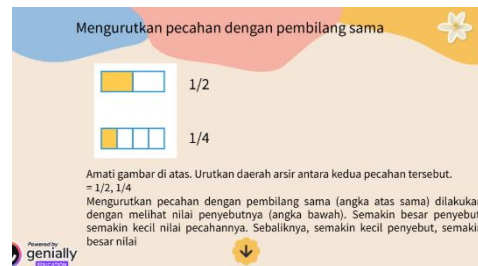 Mengurutkan pecahan dengan pembilang sama
1/2
1/4
Amati gambar di atas. Urutkan daerah arsir antara kedua pecahan tersebut.
= 1/2, 1/4
Mengurutkan pecahan dengan pembilang sama (angka atas sama) dilakukan
dengan melihat nilai penyebutnya (angka bawah). Semakin besar penyebut
semakin kecil nilai pecahannya. Sebaliknya, semakin kecil penyebut, semakin
besar nilai
Powered by
genially
EDUCATION